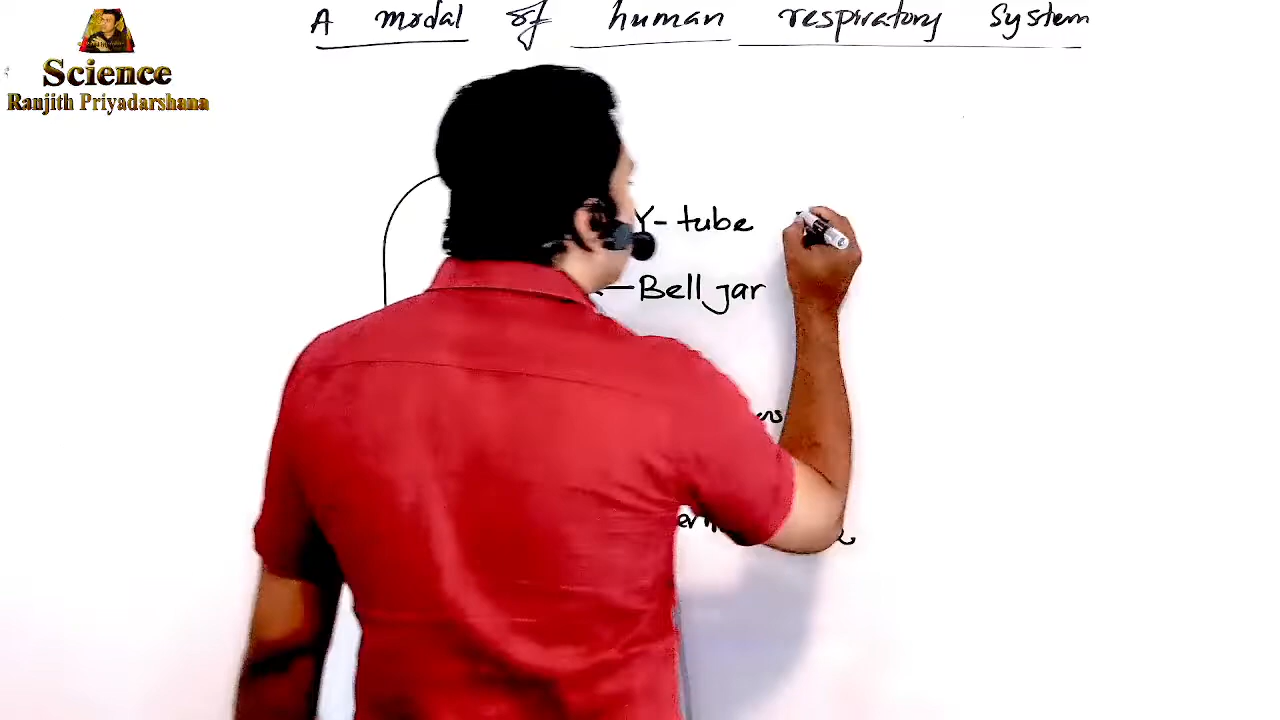 A modal of human respiratory system
Science
Ranjith Priyadarshana
Y- tube
Bell jar